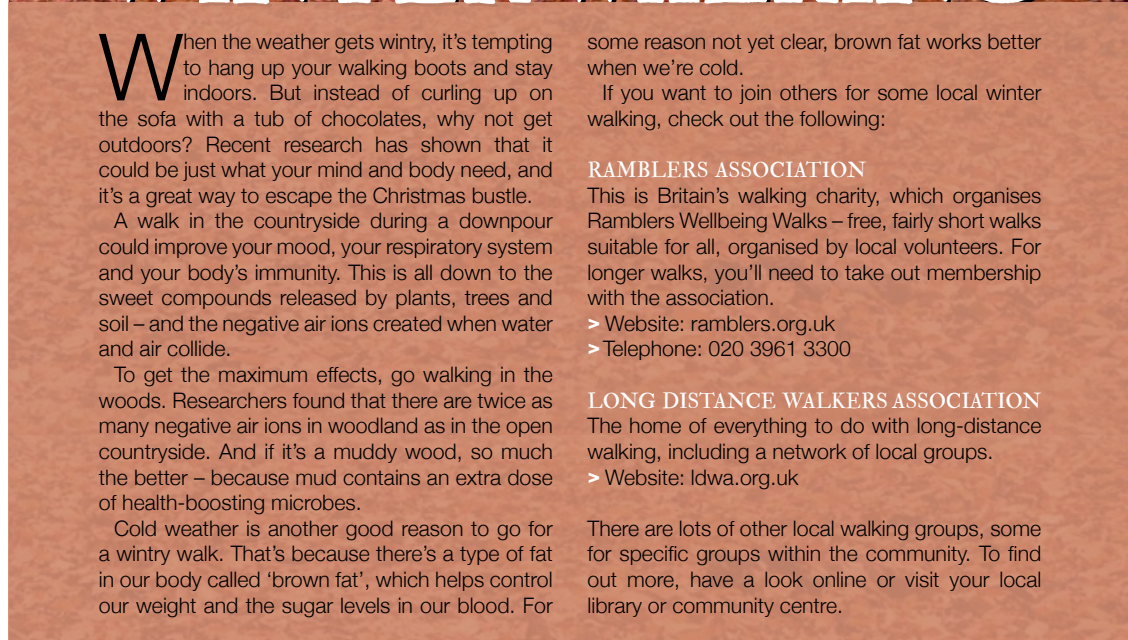 When the weather gets wintry, it's tempting
to hang up your walking boots and stay
indoors. But instead of curling up on
the sofa with a tub of chocolates, why not get
outdoors? Recent research has shown that it
could be just what your mind and body need, and
it's a great way to escape the Christmas bustle.
A walk in the countryside during a downpour
could improve your mood, your respiratory system
and your body's immunity. This is all down to the
sweet compounds released by plants, trees and
soil – and the negative air ions created when water
and air collide.
To get the maximum effects, go walking in the
woods. Researchers found that there are twice as
many negative air ions in woodland as in the open
countryside. And if it's a muddy wood, so much
the better – because mud contains an extra dose
of health-boosting microbes.
Cold weather is another good reason to go for
a wintry walk. That's because there's a type of fat
in our body called 'brown fat', which helps control
our weight and the sugar levels in our blood. For
some reason not yet clear, brown fat works better
when we're cold.
If you want to join others for some local winter
walking, check out the following:
RAMBLERS ASSOCIATION
This is Britain's walking charity, which organises
Ramblers Wellbeing Walks – free, fairly short walks
suitable for all, organised by local volunteers. For
longer walks, you'll need to take out membership
with the association.
> Website: ramblers.org.uk
> Telephone: 020 3961 3300
LONG DISTANCE WALKERS ASSOCIATION
The home of everything to do with long-distance
walking, including a network of local groups.
> Website: ldwa.org.uk
There are lots of other local walking groups, some
for specific groups within the community. To find
out more, have a look online or visit your local
library or community centre.